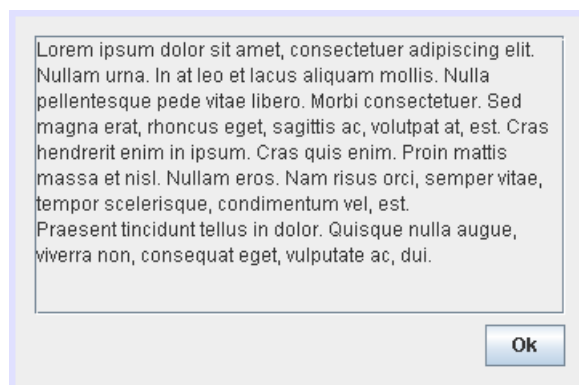 Lorem ipsum dolor sit amet, consectetuer adipiscing elit.
Nullam urna. In at leo et lacus aliquam mollis. Nulla
pellentesque pede vitae libero. Morbi consectetuer. Sed
magna erat, rhoncus eget, sagittis ac, volutpat at, est. Cras
hendrerit enim in ipsum. Cras quis enim. Proin mattis
massa et nisl. Nullam eros. Nam risus orci, semper vitae,
tempor scelerisque, condimentum vel, est.
Praesent tincidunt tellus in dolor. Quisque nulla augue,
viverra non, consequat eget, vulputate ac, dui.
Ok